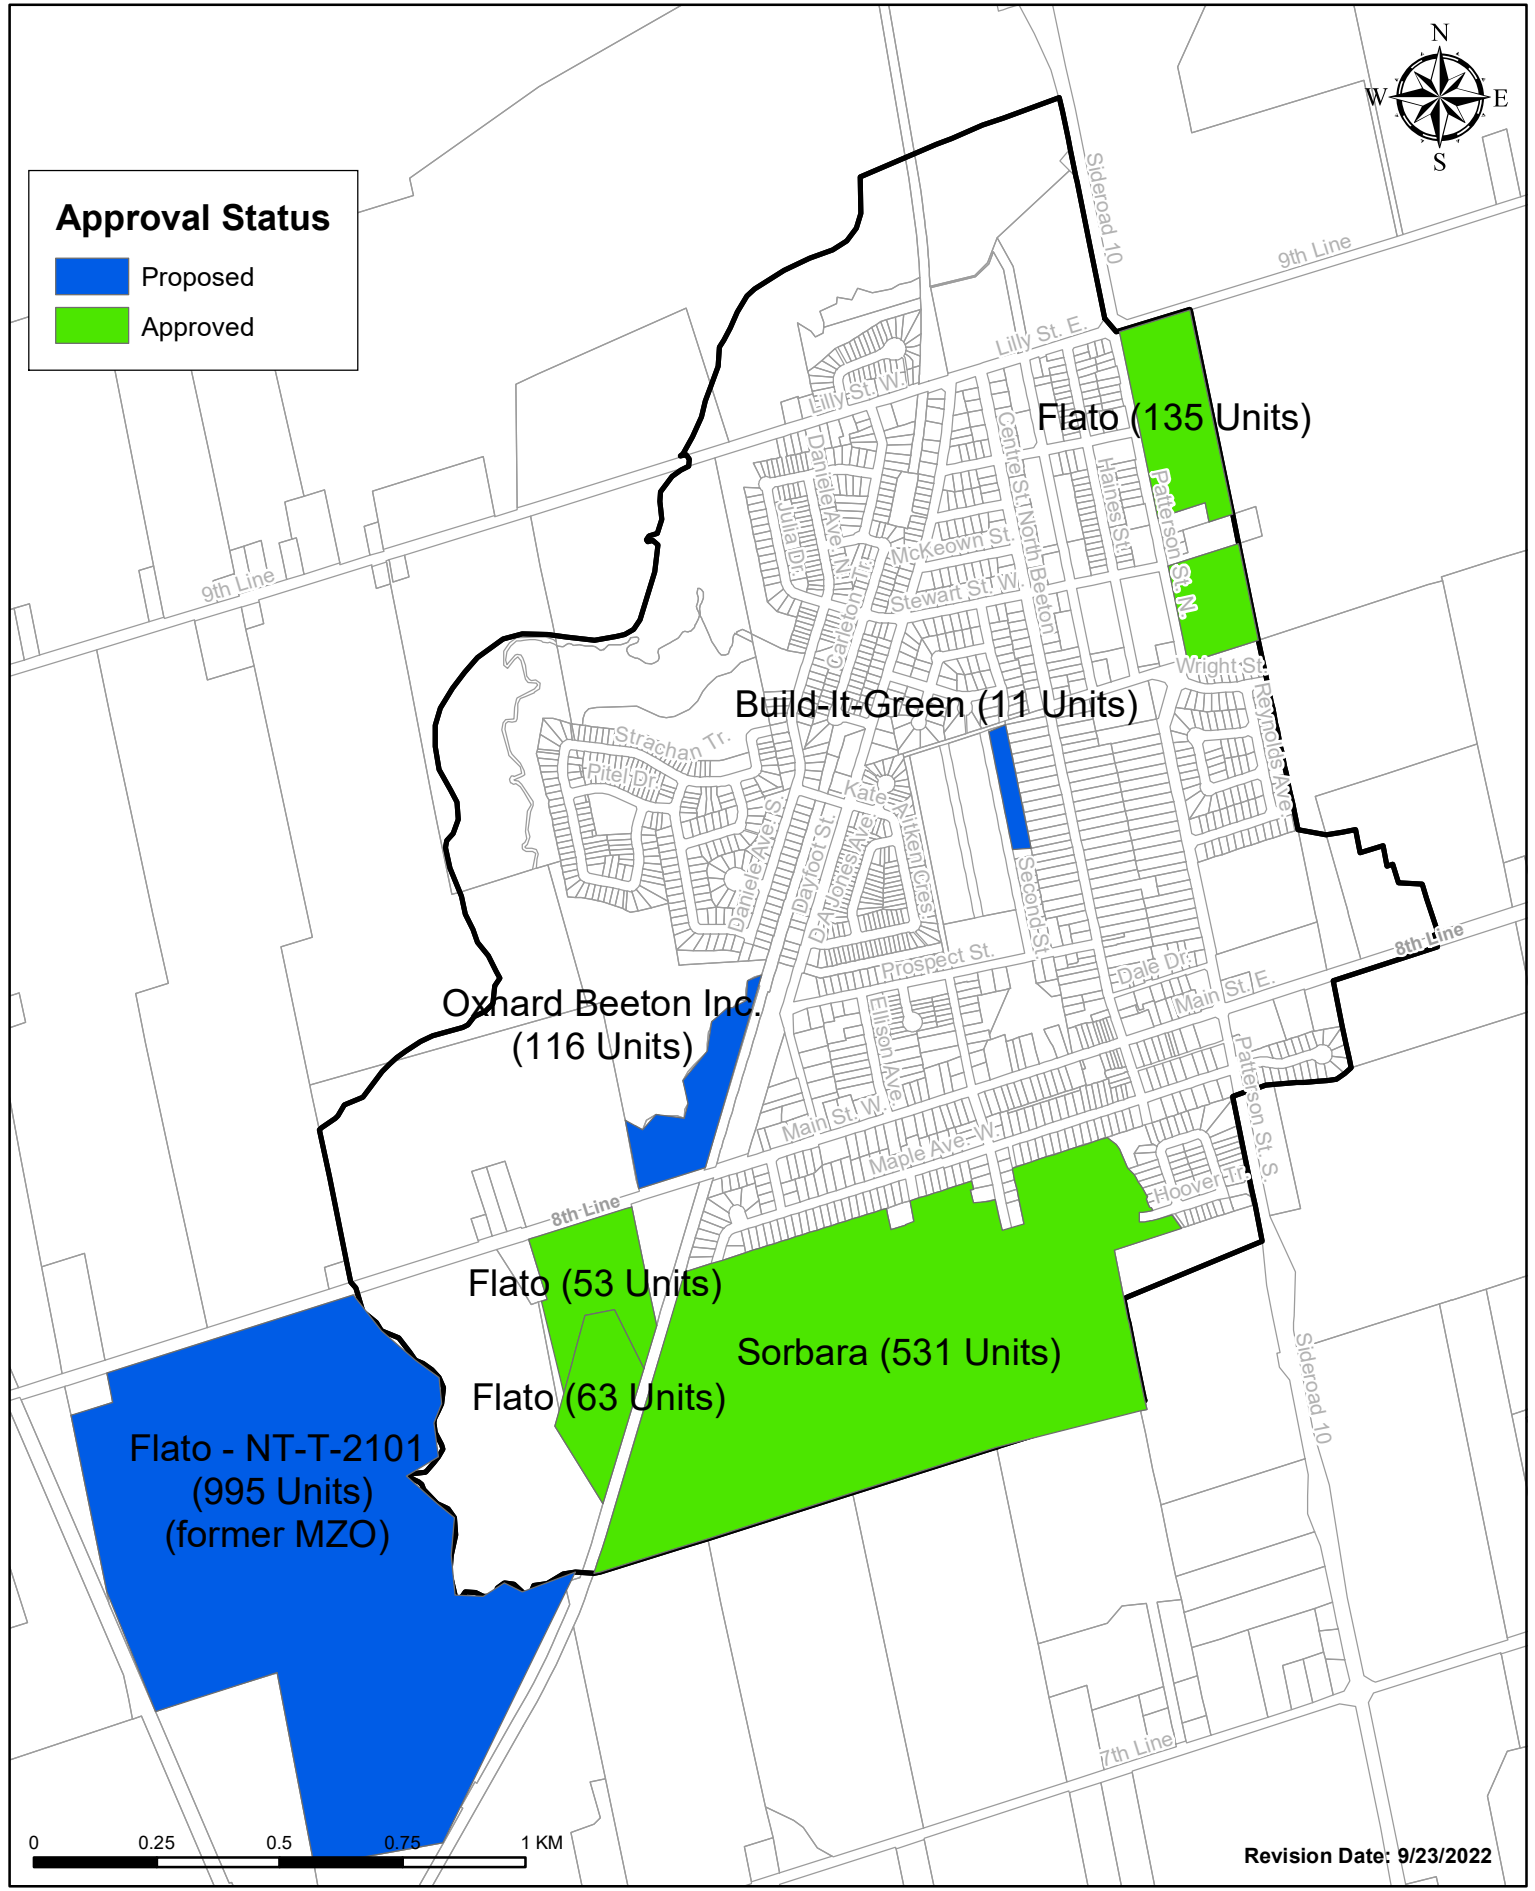 N
W
E
S
Approval Status
Proposed
Approved
Sideroad 10
9th Line
Lilly St. E.
Lilly St. W.
Flato (135 Units)
Centre St. North Beeton
Daniele Ave. N.
Julia Dr.
Haines St.
Patterson St. N.
McKeown St.
Stewart St. W.
Carleton Tr.
9th Line
Wright St.
Reynolds Ave.
Build-It-Green (11 Units)
Strachan Tr.
Pitel Dr.
Kate Aitken Cres.
Daniele Ave. S.
Dayfoot St.
D.A Jones Ave.
Second St.
8th Line
Prospect St.
Dale Dr.
Main St. E.
Oxnard Beeton Inc.
(116 Units)
Ellison Ave.
Patterson St. S.
Main St. W.
Maple Ave. W.
Hoover Tr.
8th Line
Flato (53 Units)
Sorbara (531 Units)
Flato (63 Units)
Sideroad 10
Flato - NT-T-2101
(995 Units)
(former MZO)
7th Line
0 0.25 0.5 0.75 1 KM
Revision Date: 9/23/2022